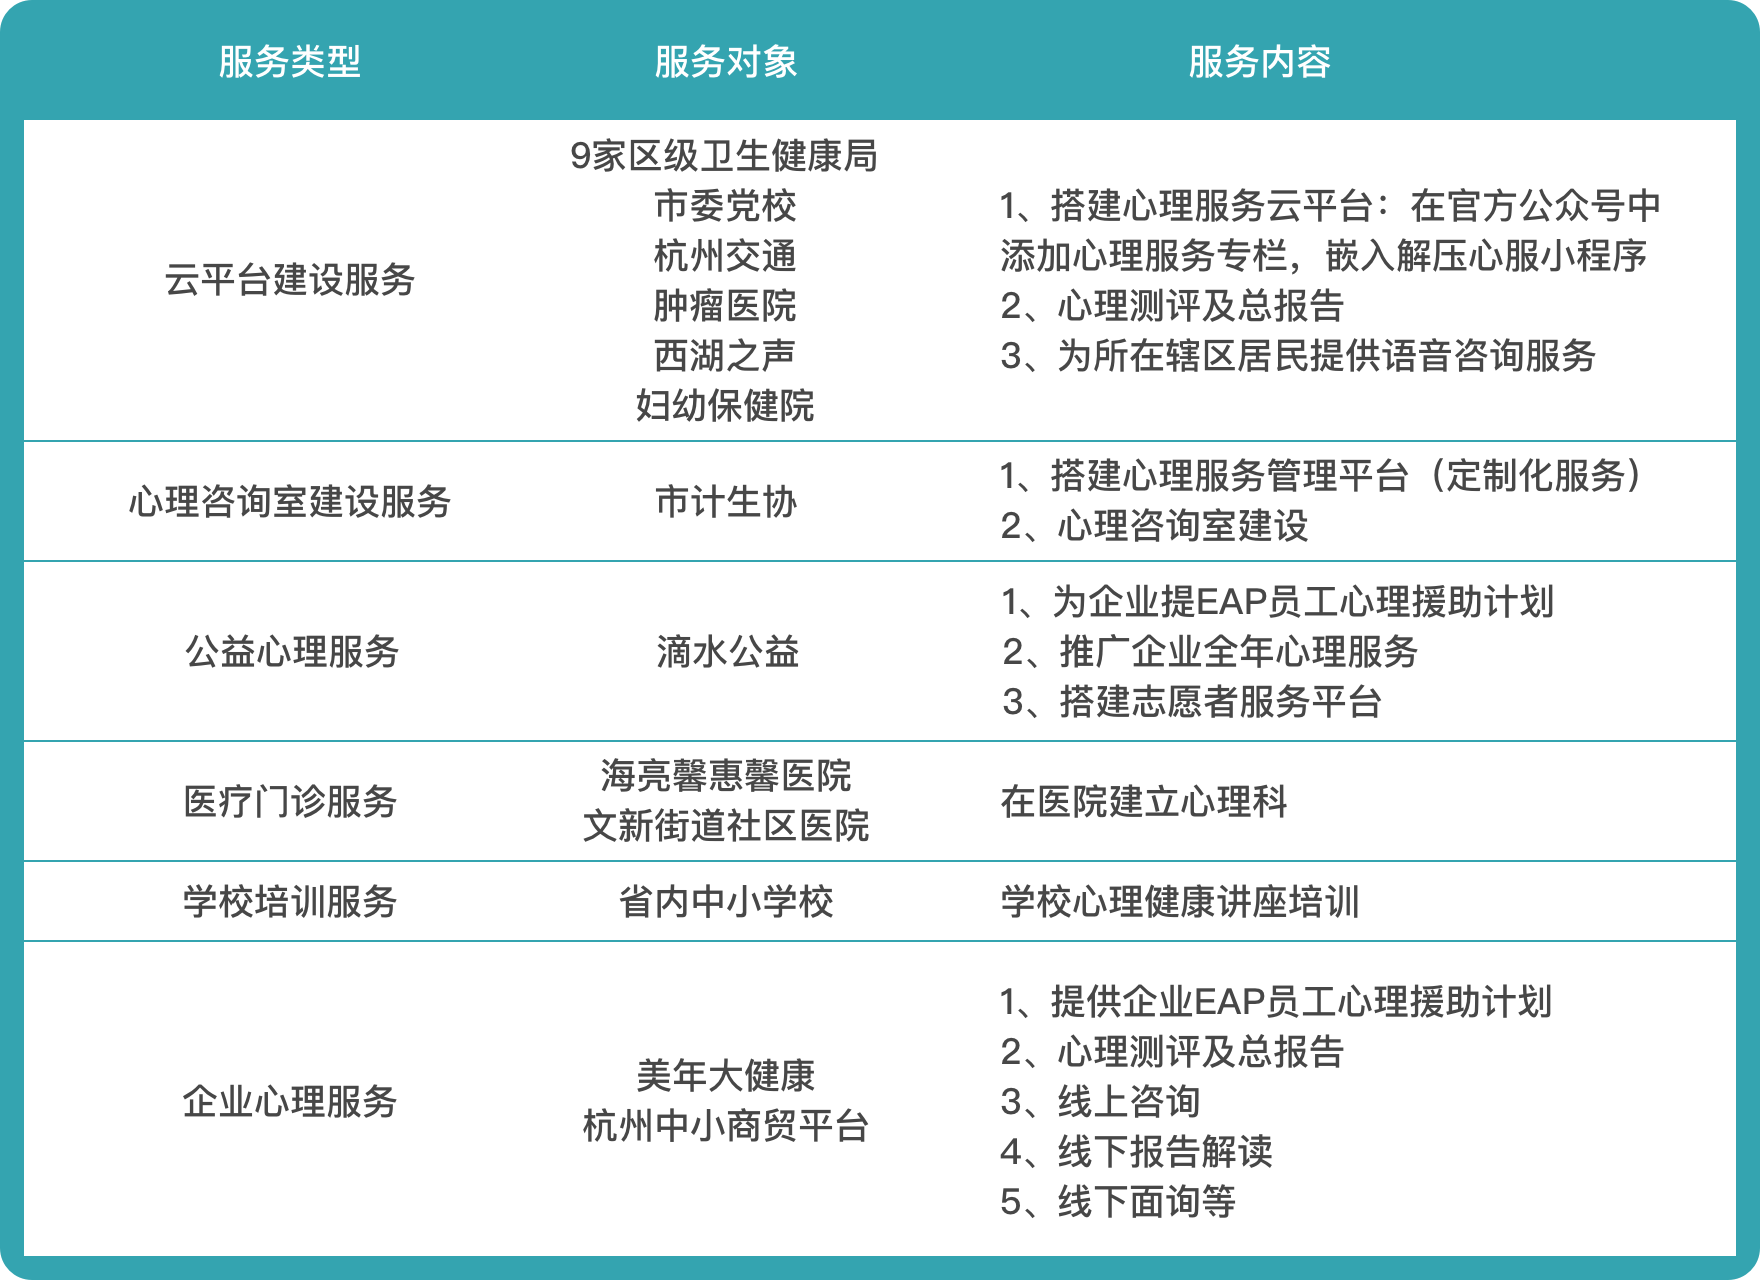 服务类型 服务对象 服务内容
云平台建设服务
9家区级卫生健康局
市委党校
杭州交通
肿瘤医院
西湖之声
妇幼保健院
1、搭建心理服务云平台：在官方公众号中
添加心理服务专栏，嵌入解压心服小程序
2、心理测评及总报告
3、为所在辖区居民提供语音咨询服务
心理咨询室建设服务
市计生协
1、搭建心理服务管理平台（定制化服务）
2、心理咨询室建设
公益心理服务
滴水公益
1、为企业提EAP员工心理援助计划
2、推广企业全年心理服务
3、搭建志愿者服务平台
医疗门诊服务
海亮馨惠馨医院
文新街道社区医院
在医院建立心理科
学校培训服务
省内中小学校
学校心理健康讲座培训
企业心理服务
美年大健康
杭州中小商贸平台
1、提供企业EAP员工心理援助计划
2、心理测评及总报告
3、线上咨询
4、线下报告解读
5、线下面询等